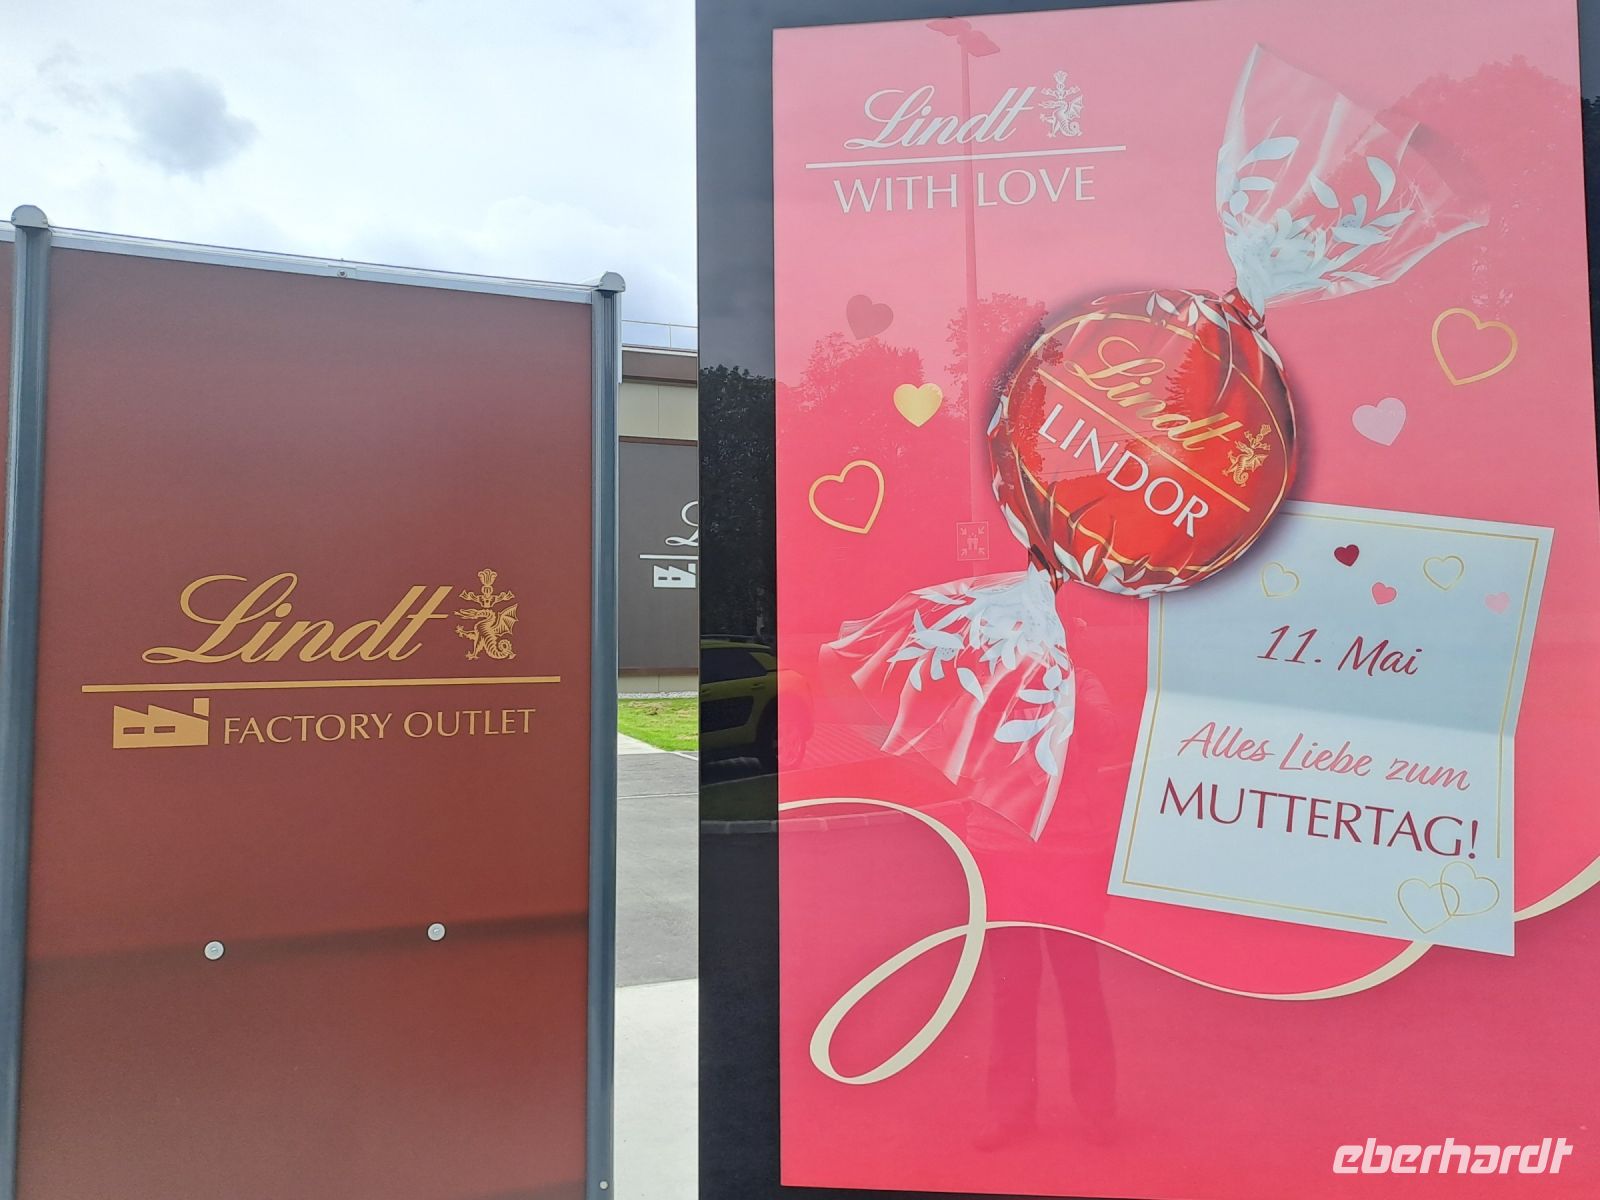 Lindt
FACTORY OUTLET
Lindt
WITH LOVE
Lindt
LINDOR
11. Mai
Alles Liebe zum
MUTTERTAG!
eberhardt